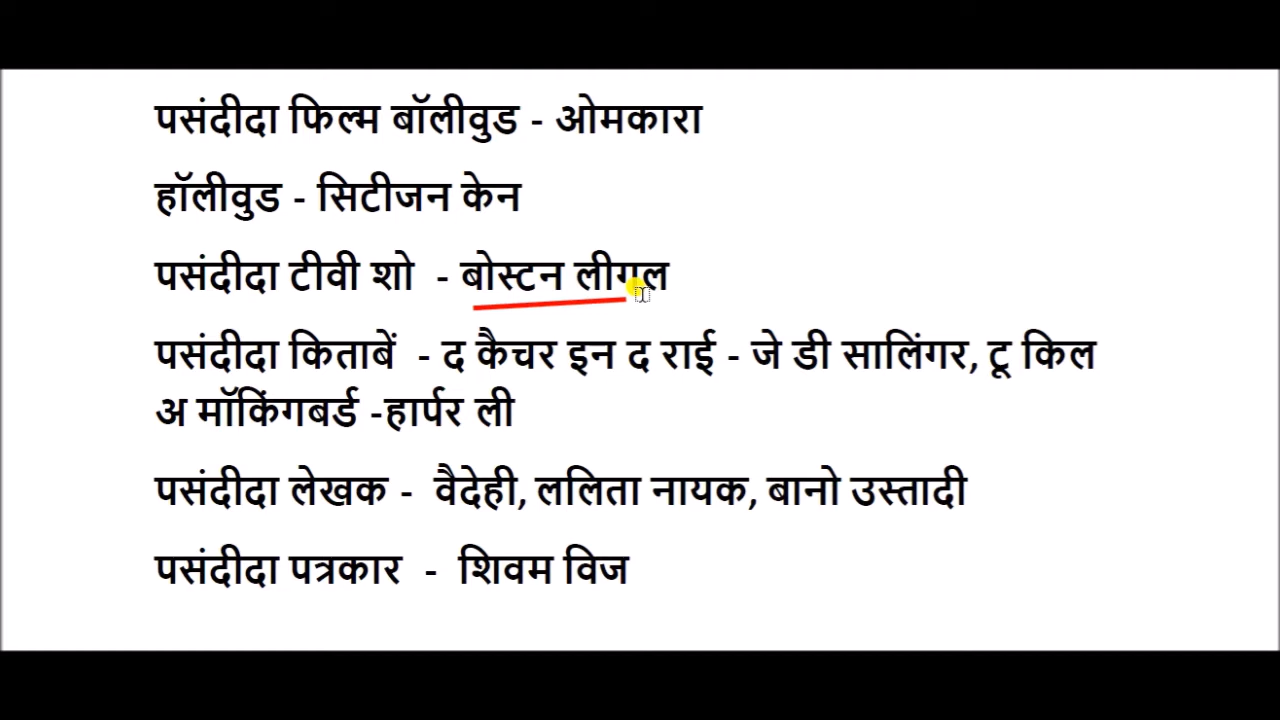 पसंदीदा फिल्म बॉलीवुड - ओमकारा
हॉलीवुड - सिटीजन केन
पसंदीदा टीवी शो - बोस्टन लीगल
पसंदीदा किताबें - द कैचर इन द राई - जे डी सालिंगर, टू किल
अ मॉकिंगबर्ड -हार्पर ली
पसंदीदा लेखक - वैदेही, ललिता नायक, बानो उस्तादी
पसंदीदा पत्रकार - शिवम विज